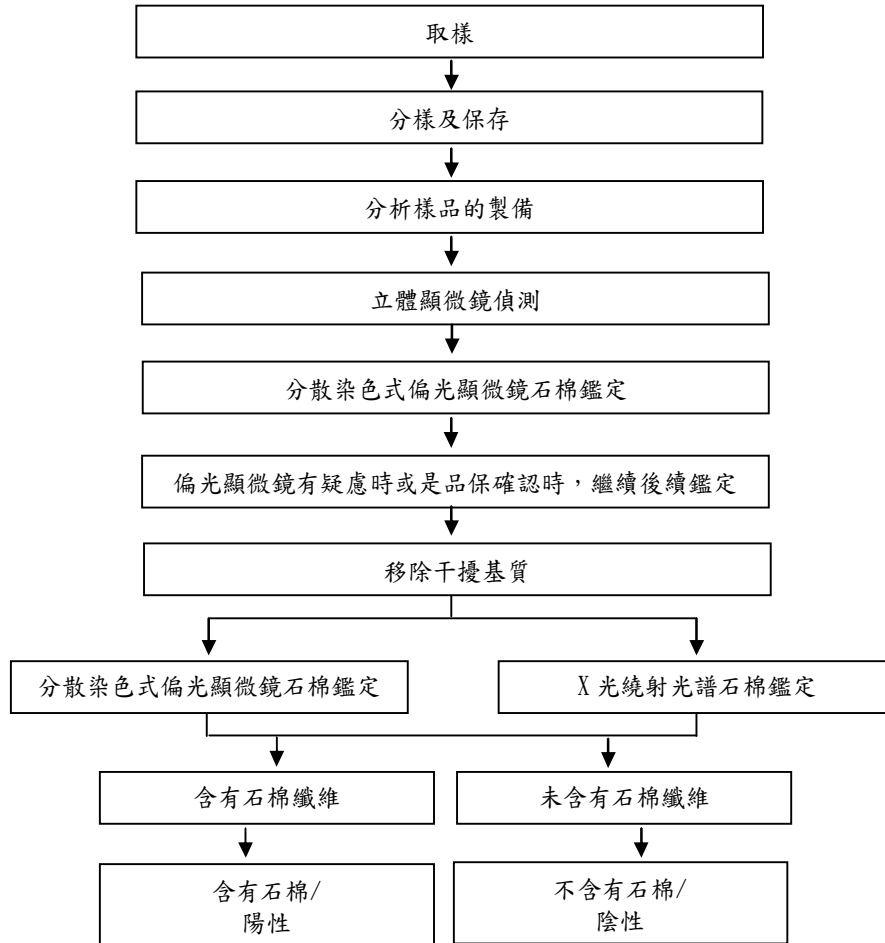 取樣
分樣及保存
分析樣品的製備
立體顯微鏡偵測
分散染色式偏光顯微鏡石棉鑑定
偏光顯微鏡有疑慮時或是品保確認時，繼續後續鑑定
移除干擾基質
分散染色式偏光顯微鏡石棉鑑定
X 光繞射光譜石棉鑑定
含有石棉纖維
未含有石棉纖維
含有石棉/
陽性
不含有石棉/
陰性